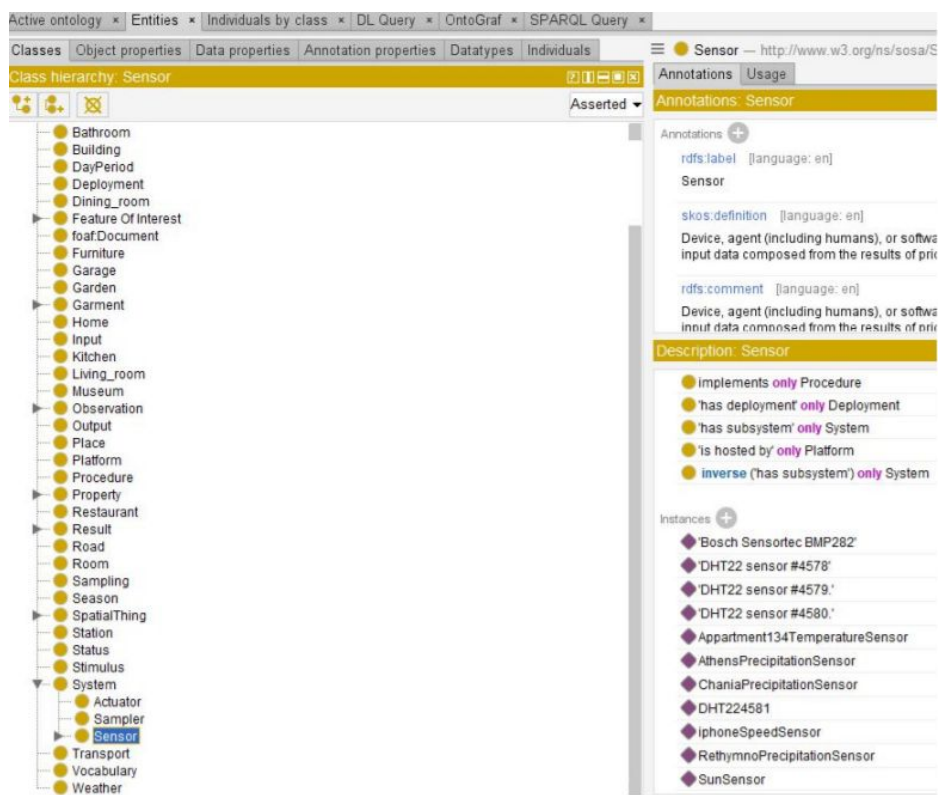 Active ontology × Entities × Individuals by class × DL Query × OntoGraf × SPARQL Query ×
Classes Object properties Data properties Annotation properties Datatypes Individuals
Class hierarchy: Sensor
Asserted
Bathroom
Building
DayPeriod
Deployment
Dining_room
Feature Of Interest
foaf:Document
Furniture
Garage
Garden
Garment
Home
Input
Kitchen
Living_room
Museum
Observation
Output
Place
Platform
Procedure
Property
Restaurant
Result
Road
Room
Sampling
Season
SpatialThing
Station
Status
Stimulus
System
Actuator
Sampler
Sensor
Transport
Vocabulary
Weather
Sensor — http://www.w3.org/ns/sosa/S
Annotations Usage
Annotations: Sensor
Annotations
rdfs:label [language: en]
Sensor
skos:definition [language: en]
Device, agent (including humans), or softwa
input data composed from the results of pric
rdfs:comment [language: en]
Device, agent (including humans), or softwa
input data composed from the results of pric
Description: Sensor
implements only Procedure
'has deployment' only Deployment
'has subsystem' only System
'is hosted by' only Platform
inverse ('has subsystem') only System
Instances
'Bosch Sensortec BMP282'
'DHT22 sensor #4578'
'DHT22 sensor #4579.'
'DHT22 sensor #4580.'
Appartment134TemperatureSensor
AthensPrecipitationSensor
ChaniaPrecipitationSensor
DHT224581
iphoneSpeedSensor
RethymnoPrecipitationSensor
SunSensor